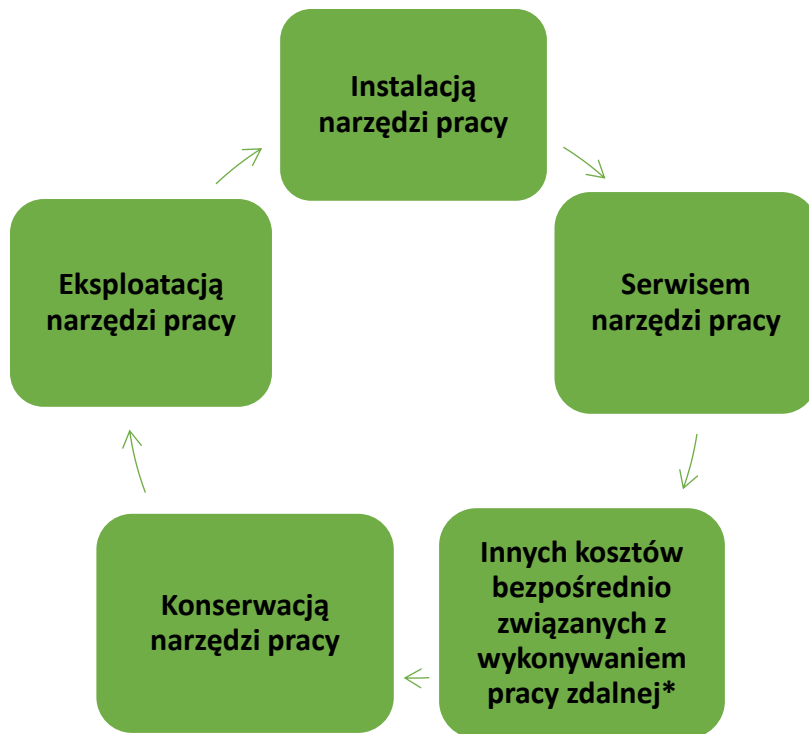 Instalacją
narzędzi pracy
Eksploatacją
narzędzi pracy
Serwisem
narzędzi pracy
Konserwacją
narzędzi pracy
Innych kosztów
bezpośrednio
związanych z
wykonywaniem
pracy zdalnej*